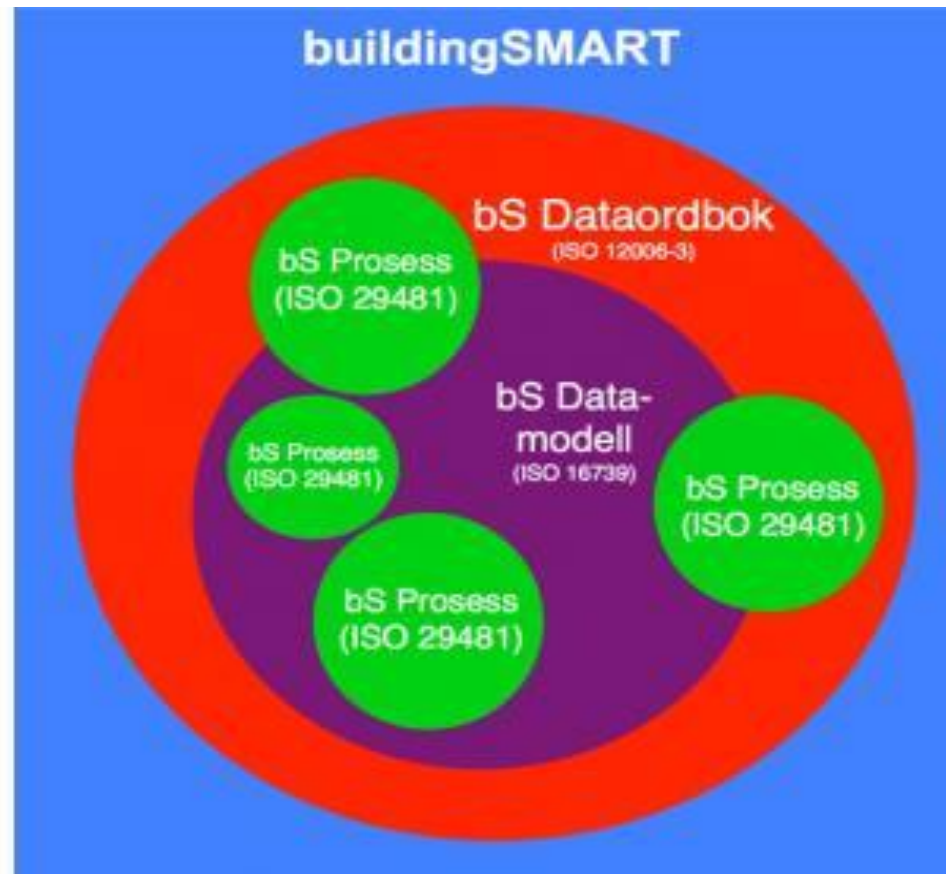 buildingSMART
bS Dataordbok
(ISO 12006-3)
bS Prosess
(ISO 29481)
bS Data-
modell
(ISO 16739)
bS Prosess
(ISO 29481)
bS Prosess
(ISO 29481)
bS Prosess
(ISO 29481)